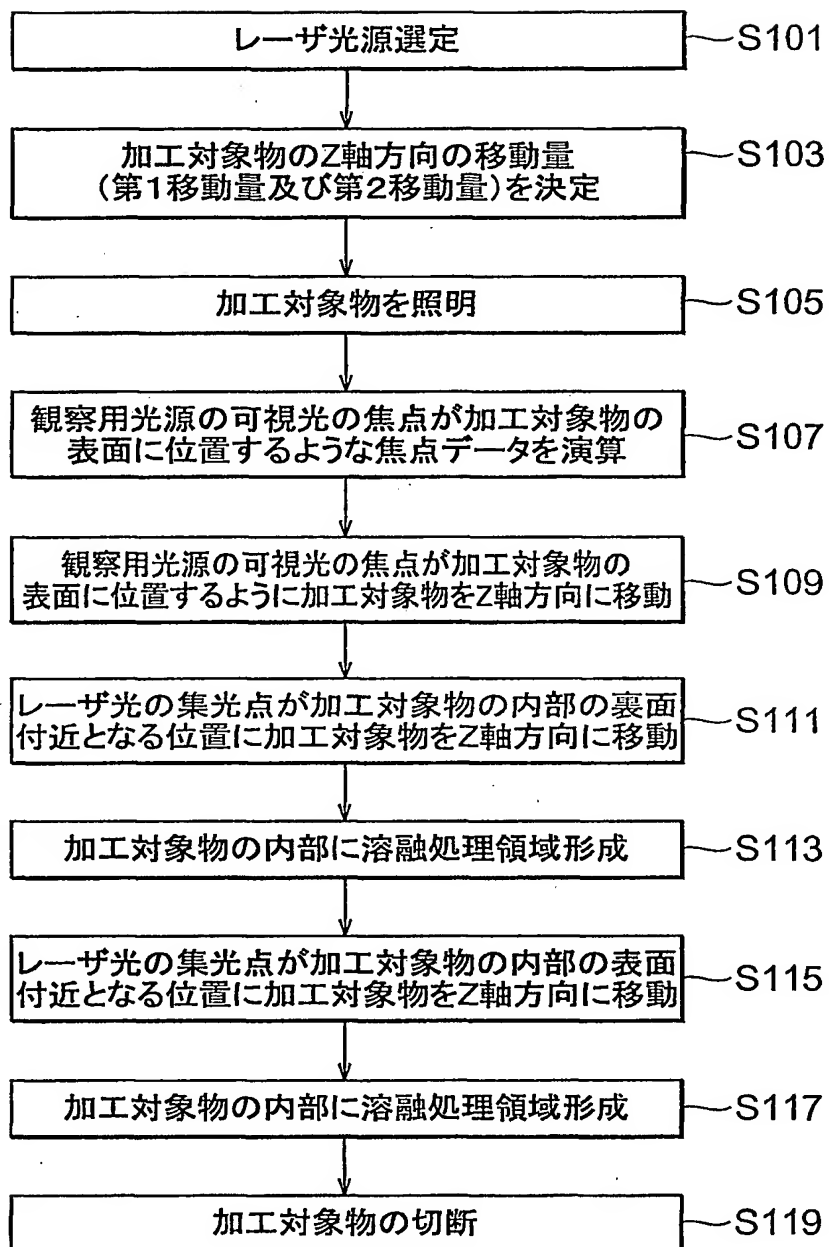 レーザ光源選定
S101
加工対象物のZ軸方向の移動量
(第1移動量及び第2移動量)を決定
S103
加工対象物を照明
S105
観察用光源の可視光の焦点が加工対象物の
表面に位置するような焦点データを演算
S107
観察用光源の可視光の焦点が加工対象物の
表面に位置するように加工対象物をZ軸方向に移動
S109
レーザ光の集光点が加工対象物の内部の裏面
付近となる位置に加工対象物をZ軸方向に移動
S111
加工対象物の内部に溶融処理領域形成
S113
レーザ光の集光点が加工対象物の内部の表面
付近となる位置に加工対象物をZ軸方向に移動
S115
加工対象物の内部に溶融処理領域形成
S117
加工対象物の切断
S119